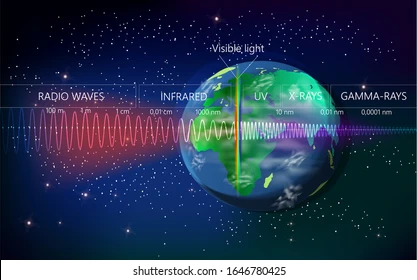 Visible light
RADIO WAVES INFRARED UV X-RAYS GAMMA-RAYS
100 m 1 m 1 cm 0,01 cm 1000 nm 10 nm 0,01 nm 0,0001 nm
shutterstock.com · 1646780425